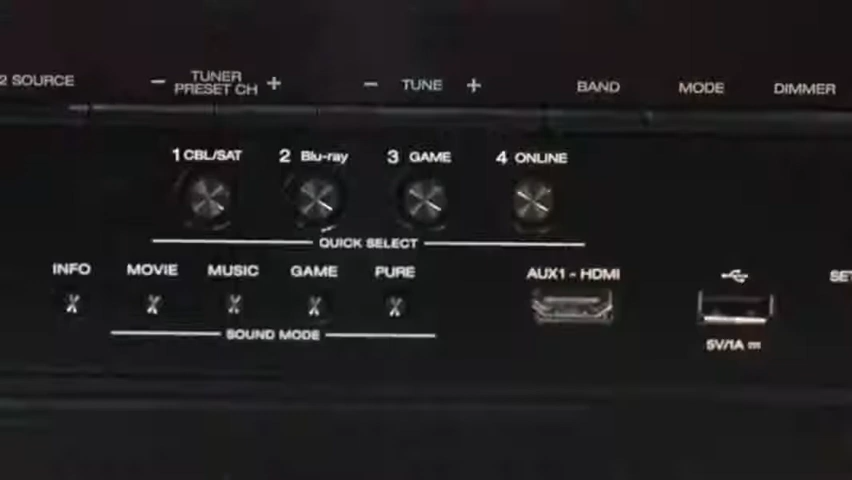 2 SOURCE
− TUNER PRESET CH +
− TUNE +
BAND
MODE
DIMMER
1 CBL/SAT
2 Blu-ray
3 GAME
4 ONLINE
QUICK SELECT
INFO
MOVIE
MUSIC
GAME
PURE
SOUND MODE
AUX1 - HDMI
5V/1A
SET